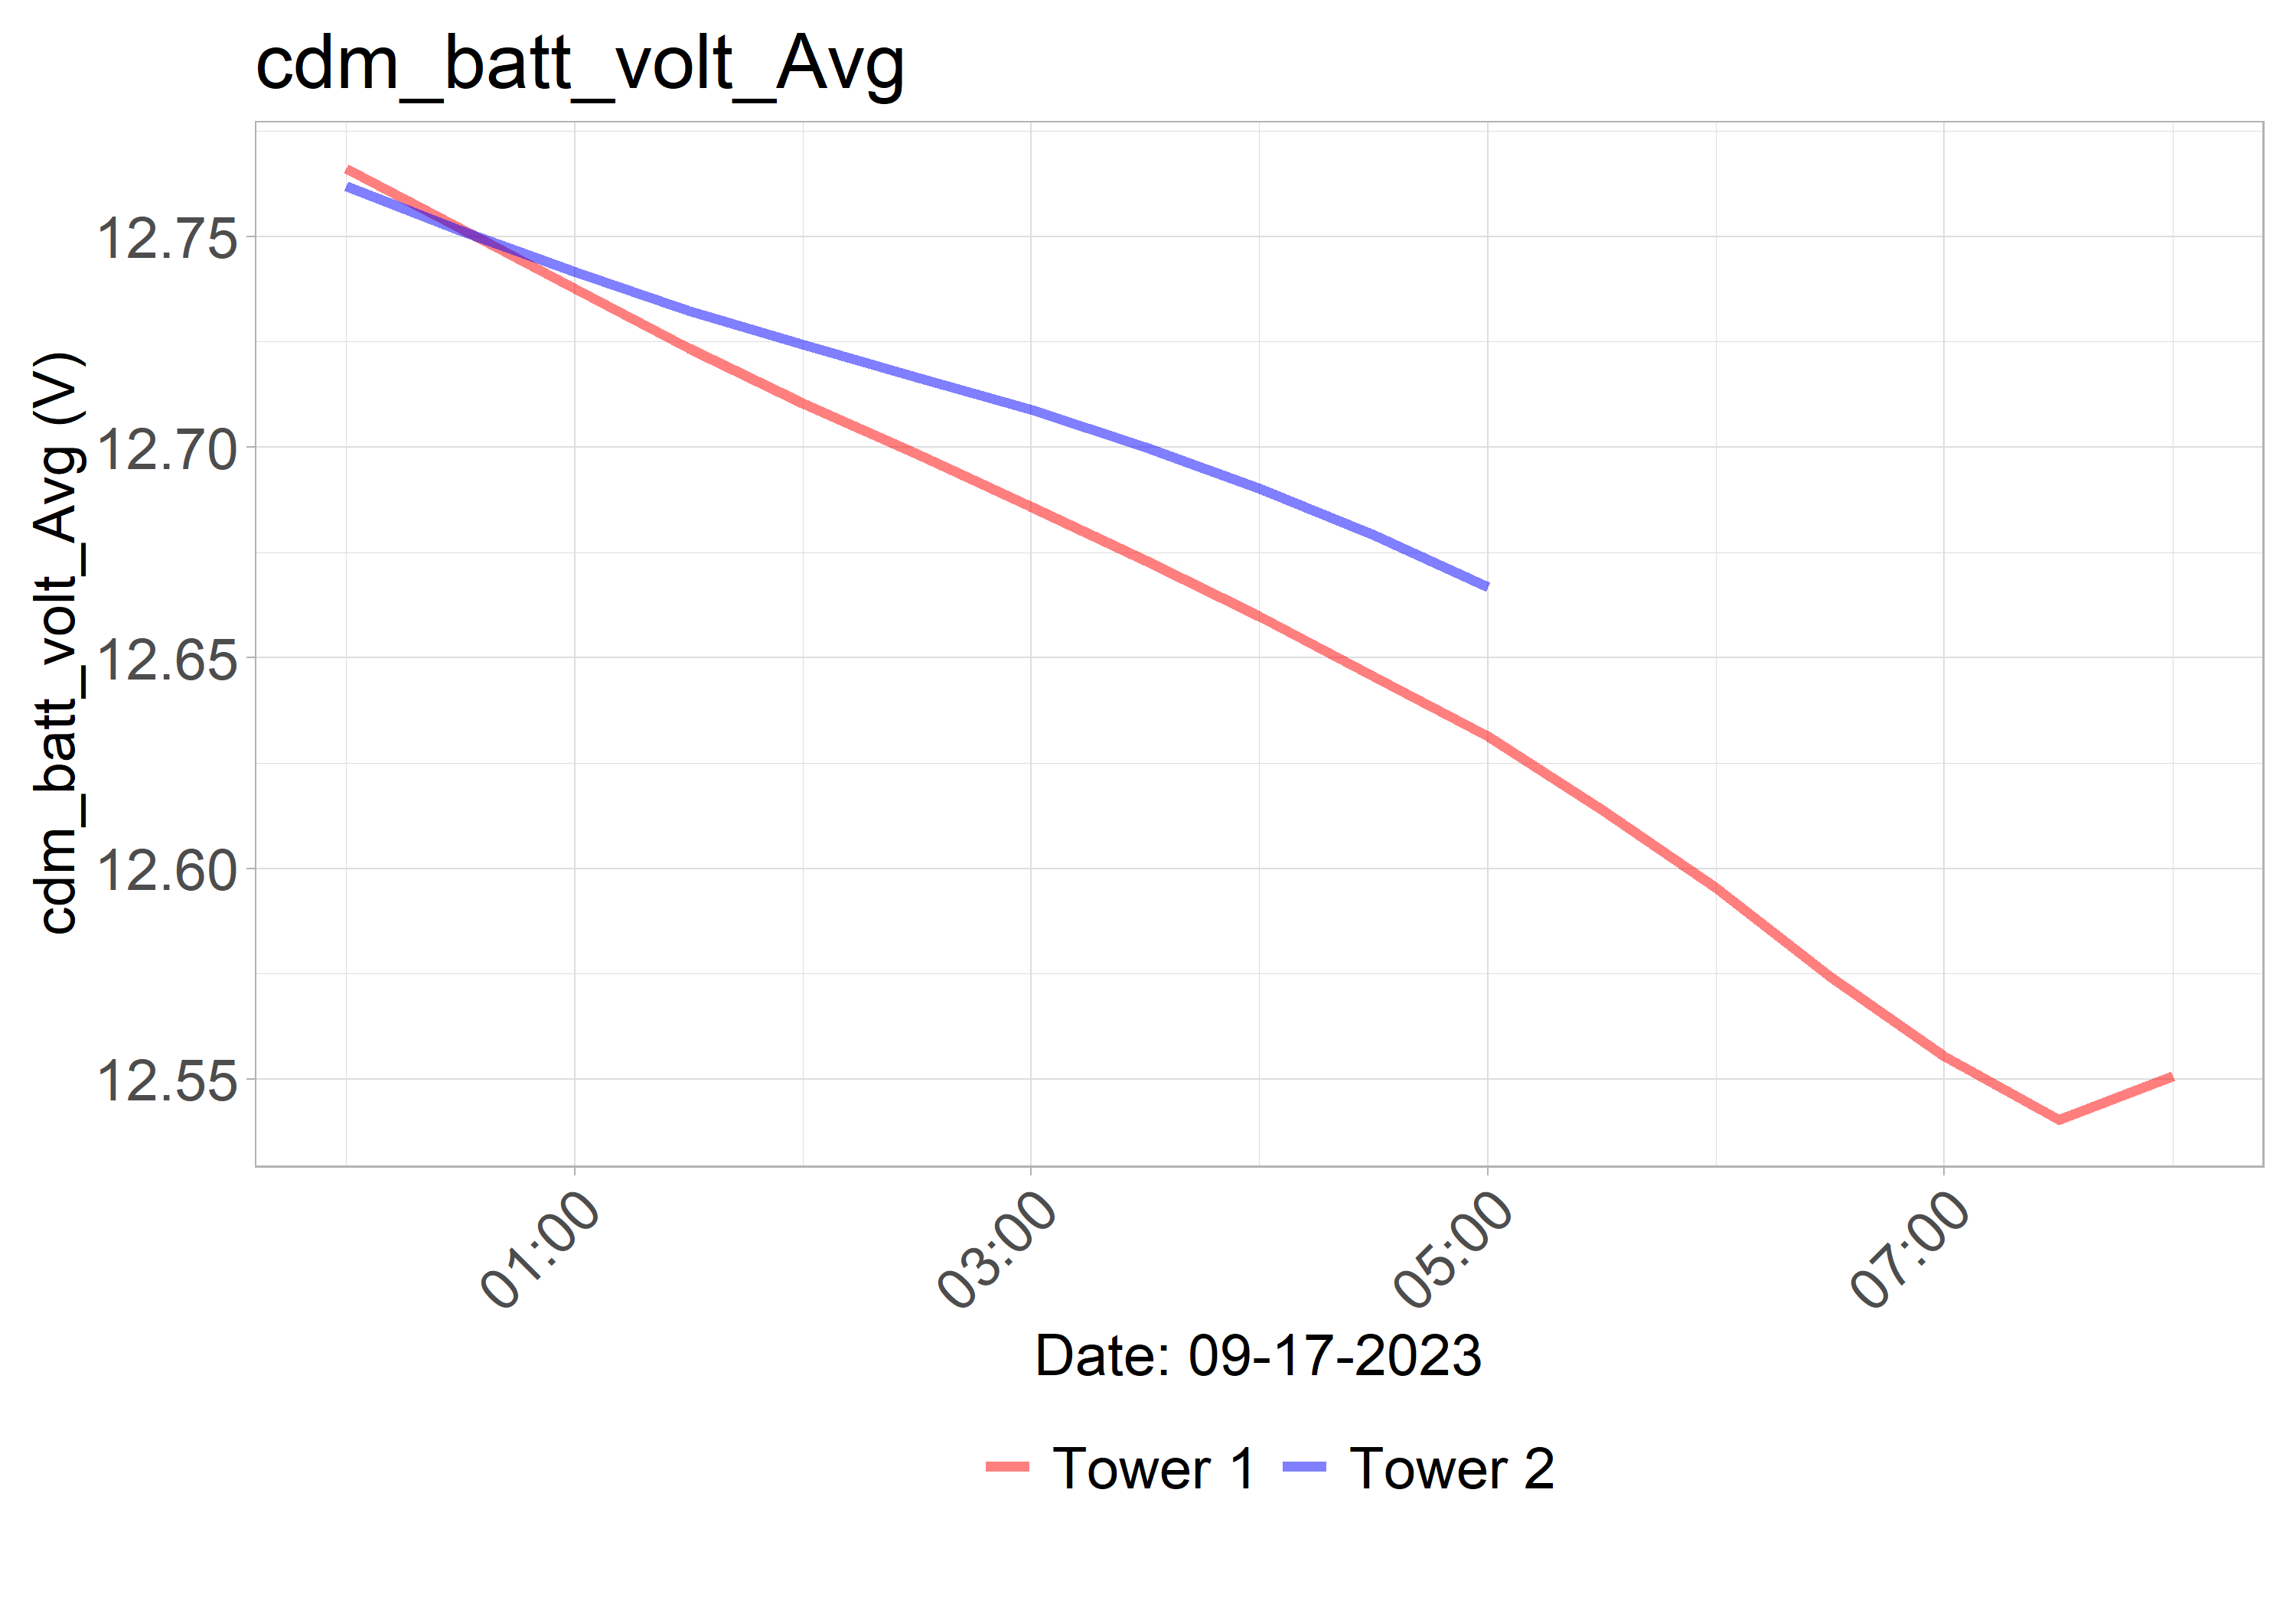 cdm_batt_volt_Avg
cdm_batt_volt_Avg (V)
12.75
12.70
12.65
12.60
12.55
01:00
03:00
05:00
07:00
Date: 09-17-2023
Tower 1
Tower 2